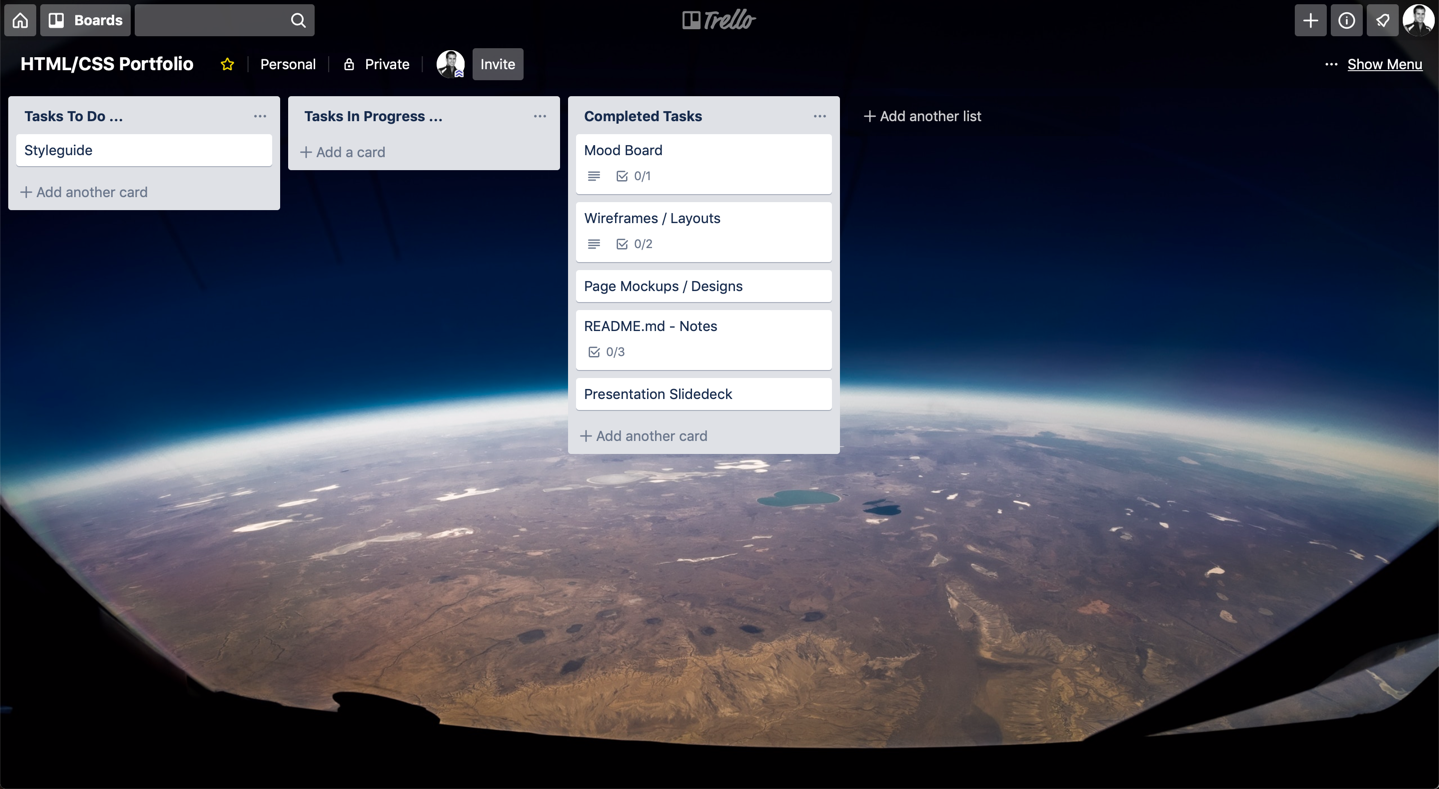 Boards
Trello
HTML/CSS Portfolio
Personal
Private
Invite
... Show Menu
Tasks To Do ...
Styleguide
+ Add another card
Tasks In Progress ...
+ Add a card
Completed Tasks
Mood Board
0/1
Wireframes / Layouts
0/2
Page Mockups / Designs
README.md - Notes
0/3
Presentation Slidedeck
+ Add another card
+ Add another list